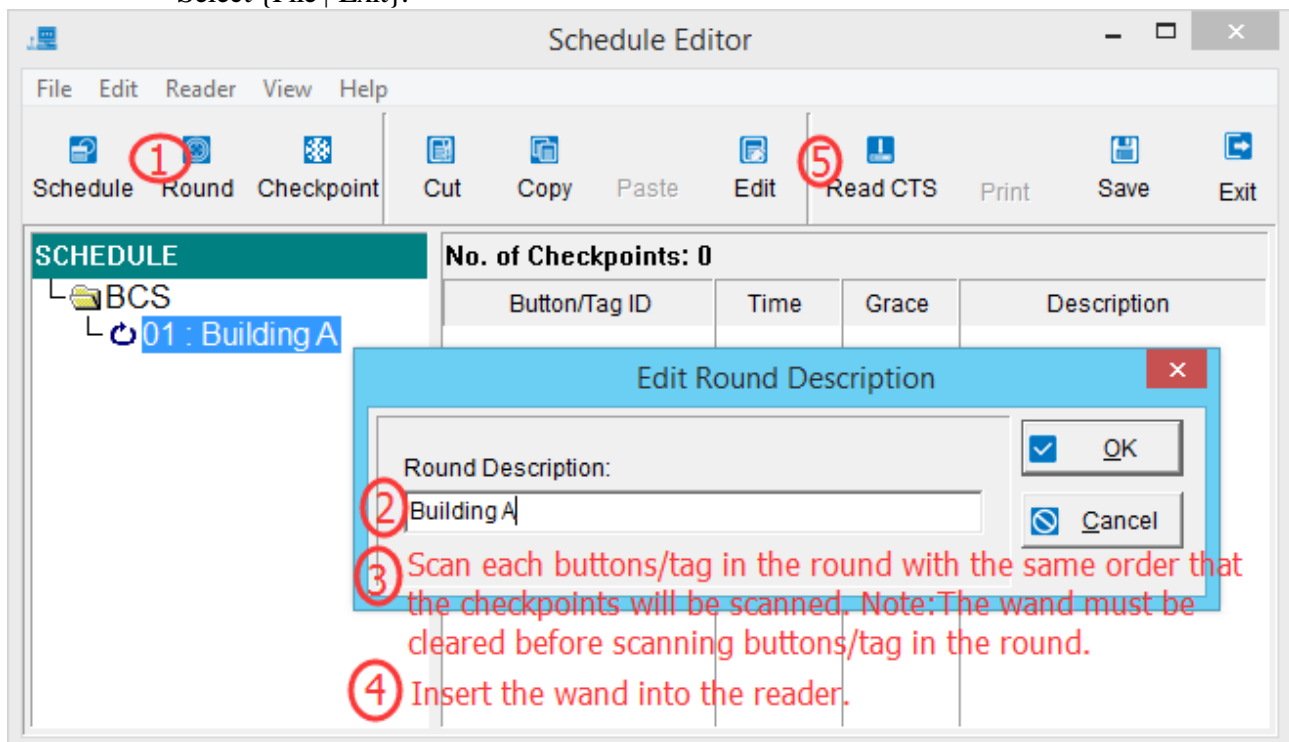 Select {File | Exit}.
Schedule Editor
File Edit Reader View Help
1 5
Schedule Round Checkpoint Cut Copy Paste Edit Read CTS Print Save Exit
SCHEDULE
BCS
01 : Building A
No. of Checkpoints: 0
Button/Tag ID Time Grace Description
Edit Round Description
Round Description:
2 Building A
OK
Cancel
3 Scan each buttons/tag in the round with the same order that
the checkpoints will be scanned. Note:The wand must be
cleared before scanning buttons/tag in the round.
4 Insert the wand into the reader.